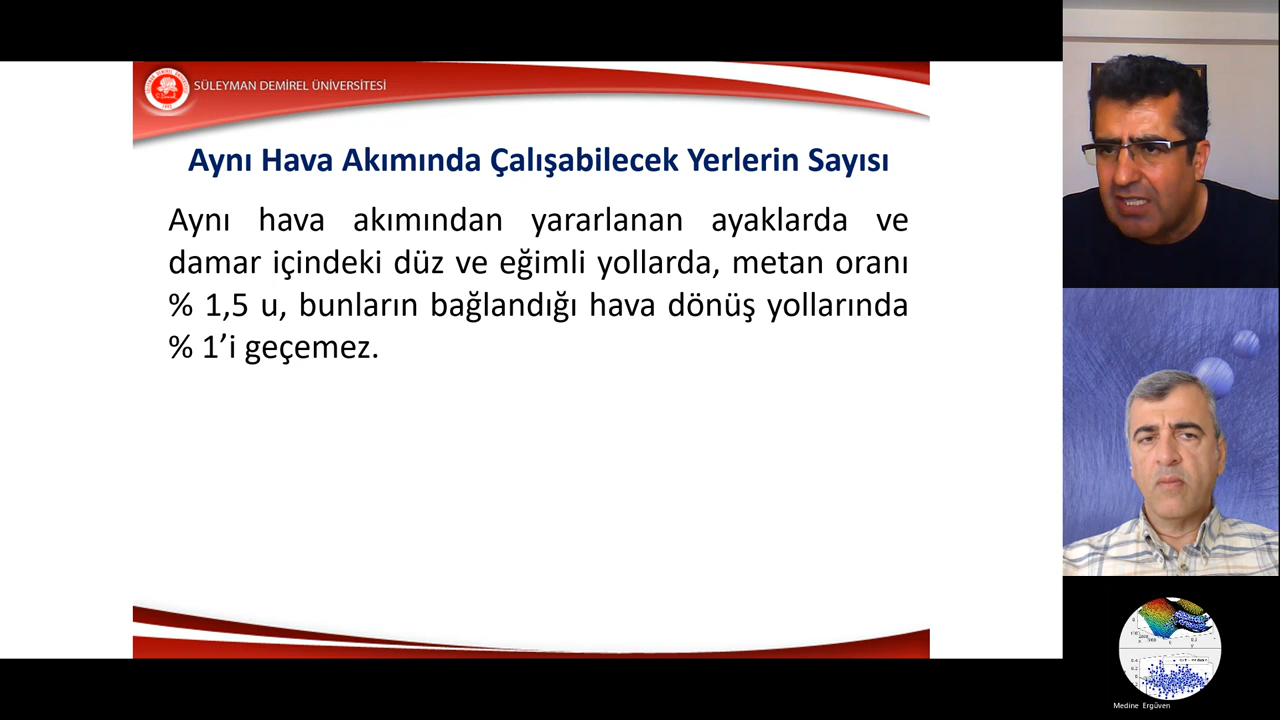 SÜLEYMAN DEMİREL ÜNİVERSİTESİ
Aynı Hava Akımında Çalışabilecek Yerlerin Sayısı
Aynı hava akımından yararlanan ayaklarda ve
damar içindeki düz ve eğimli yollarda, metan oranı
% 1,5 u, bunların bağlandığı hava dönüş yollarında
% 1’i geçemez.
Medine Ergüven